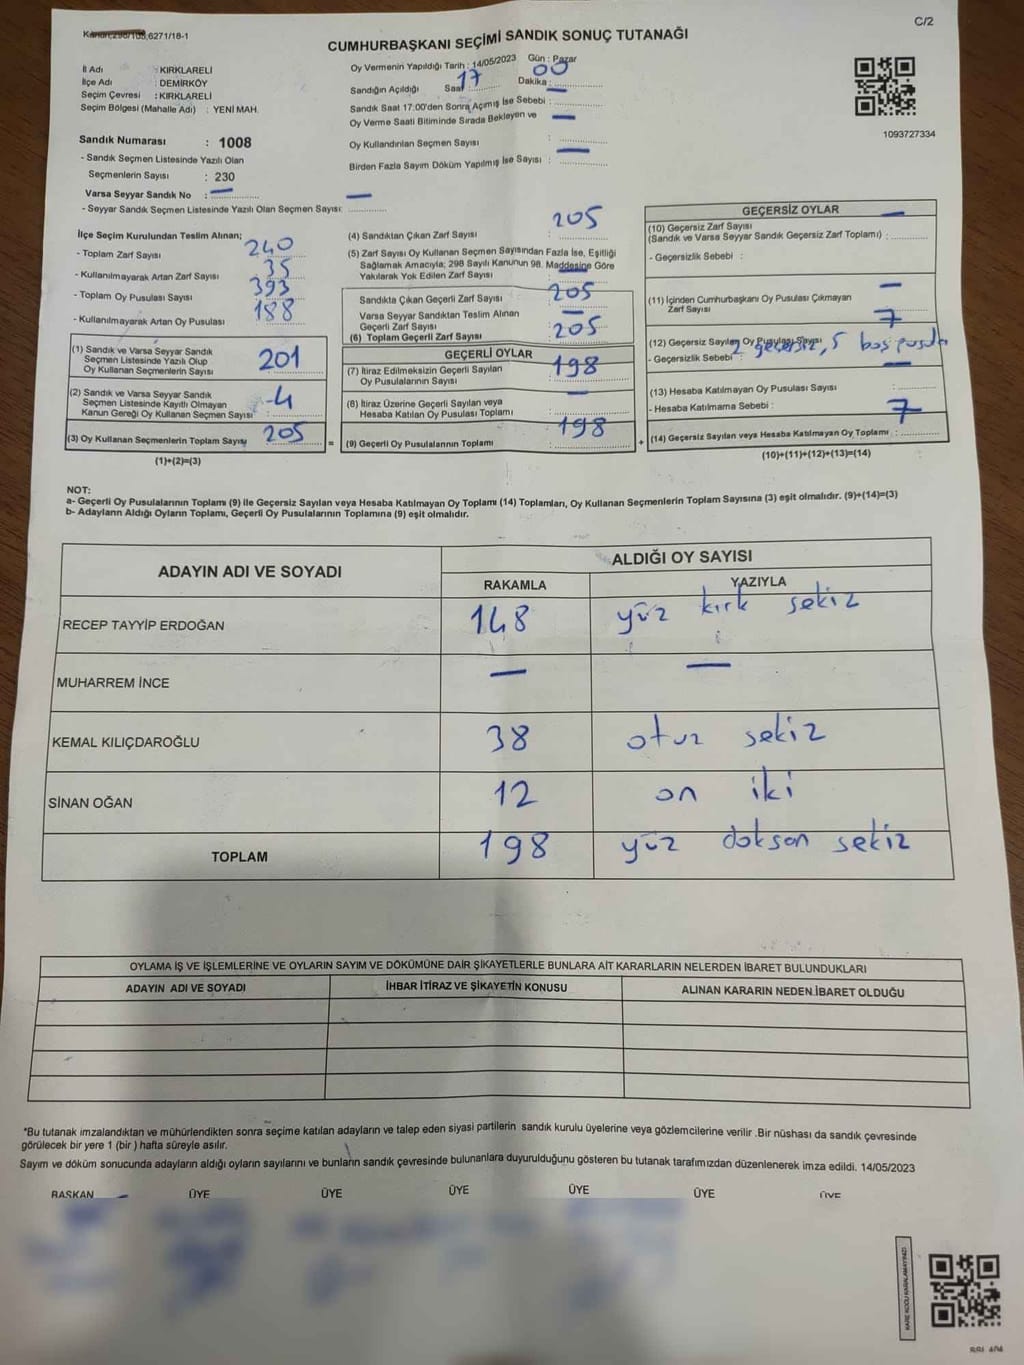 C/2
CUMHURBAŞKANI SEÇİMİ SANDIK SONUÇ TUTANAĞI
İl Adı : KIRKLARELİ
İlçe Adı : DEMİRKÖY
Seçim Çevresi : KIRKLARELİ
Seçim Bölgesi (Mahalle Adı) : YENİ MAH.
Oy Vermenin Yapıldığı Tarih : 14/05/2023 Gün : Pazar
Sandığın Açıldığı Saat 17 Dakika : 00
Sandık Saat 17:00'den Sonra Açımış İse Sebebi : —
Oy Verme Saati Bitiminde Sırada Bekleyen ve
Oy Kullandırılan Seçmen Sayısı : —
Birden Fazla Sayım Döküm Yapılmış İse Sayısı : —
1093727334
Sandık Numarası : 1008
- Sandık Seçmen Listesinde Yazılı Olan
Seçmenlerin Sayısı : 230
Varsa Seyyar Sandık No : —
- Seyyar Sandık Seçmen Listesinde Yazılı Olan Seçmen Sayısı: —
İlçe Seçim Kurulundan Teslim Alınan;
- Toplam Zarf Sayısı 240
- Kullanılmayarak Artan Zarf Sayısı 35
- Toplam Oy Pusulası Sayısı 393
- Kullanılmayarak Artan Oy Pusulası 188
(1) Sandık ve Varsa Seyyar Sandık
Seçmen Listesinde Yazılı Olup
Oy Kullanan Seçmenlerin Sayısı 201
(2) Sandık ve Varsa Seyyar Sandık
Seçmen Listesinde Kayıtlı Olmayan
Kanun Gereği Oy Kullanan Seçmen Sayısı : -4
(3) Oy Kullanan Seçmenlerin Toplam Sayısı 205
(1)+(2)=(3)
(4) Sandıktan Çıkan Zarf Sayısı : 205
(5) Zarf Sayısı Oy Kullanan Seçmen Sayısından Fazla İse, Eşitliği
Sağlamak Amacıyla; 298 Sayılı Kanunun 98. Maddesine Göre
Yakılarak Yok Edilen Zarf Sayısı : —
Sandıkta Çıkan Geçerli Zarf Sayısı : 205
Varsa Seyyar Sandıktan Teslim Alınan
Geçerli Zarf Sayısı —
(6) Toplam Geçerli Zarf Sayısı : 205
GEÇERLİ OYLAR
(7) İtiraz Edilmeksizin Geçerli Sayılan
Oy Pusulalarının Sayısı 198
(8) İtiraz Üzerine Geçerli Sayılan veya
Hesaba Katılan Oy Pusulası Toplamı : —
= (9) Geçerli Oy Pusulalarının Toplamı : 198 +
GEÇERSİZ OYLAR
(10) Geçersiz Zarf Sayısı
(Sandık ve Varsa Seyyar Sandık Geçersiz Zarf Toplamı) : —
- Geçersizlik Sebebi :
(11) İçinden Cumhurbaşkanı Oy Pusulası Çıkmayan
Zarf Sayısı —
(12) Geçersiz Sayılan Oy Pusulası Sayısı 7
- Geçersizlik Sebebi : 2 geçersiz, 5 boş pusula
(13) Hesaba Katılmayan Oy Pusulası Sayısı : —
- Hesaba Katılmama Sebebi :
(14) Geçersiz Sayılan veya Hesaba Katılmayan Oy Toplamı : 7
(10)+(11)+(12)+(13)=(14)
NOT:
a- Geçerli Oy Pusulalarının Toplamı (9) ile Geçersiz Sayılan veya Hesaba Katılmayan Oy Toplamı (14) Toplamları, Oy Kullanan Seçmenlerin Toplam Sayısına (3) eşit olmalıdır. (9)+(14)=(3)
b- Adayların Aldığı Oyların Toplamı, Geçerli Oy Pusulalarının Toplamına (9) eşit olmalıdır.
ADAYIN ADI VE SOYADI ALDIĞI OY SAYISI
RAKAMLA YAZIYLA
RECEP TAYYİP ERDOĞAN 148 yüz kırk sekiz
MUHARREM İNCE — —
KEMAL KILIÇDAROĞLU 38 otuz sekiz
SİNAN OĞAN 12 on iki
TOPLAM 198 yüz doksan sekiz
OYLAMA İŞ VE İŞLEMLERİNE VE OYLARIN SAYIM VE DÖKÜMÜNE DAİR ŞİKAYETLERLE BUNLARA AİT KARARLARIN NELERDEN İBARET BULUNDUKLARI
ADAYIN ADI VE SOYADI İHBAR İTİRAZ VE ŞİKAYETİN KONUSU ALINAN KARARIN NEDEN İBARET OLDUĞU
*Bu tutanak imzalandıktan ve mühürlendikten sonra seçime katılan adayların ve talep eden siyasi partilerin sandık kurulu üyelerine veya gözlemcilerine verilir .Bir nüshası da sandık çevresinde
görülecek bir yere 1 (bir ) hafta süreyle asılır.
Sayım ve döküm sonucunda adayların aldığı oyların sayılarını ve bunların sandık çevresinde bulunanlara duyurulduğunu gösteren bu tutanak tarafımızdan düzenlenerek imza edildi. 14/05/2023
BAŞKAN ÜYE ÜYE ÜYE ÜYE ÜYE ÜYE
KARE KODU KARALAMAYINIZ!